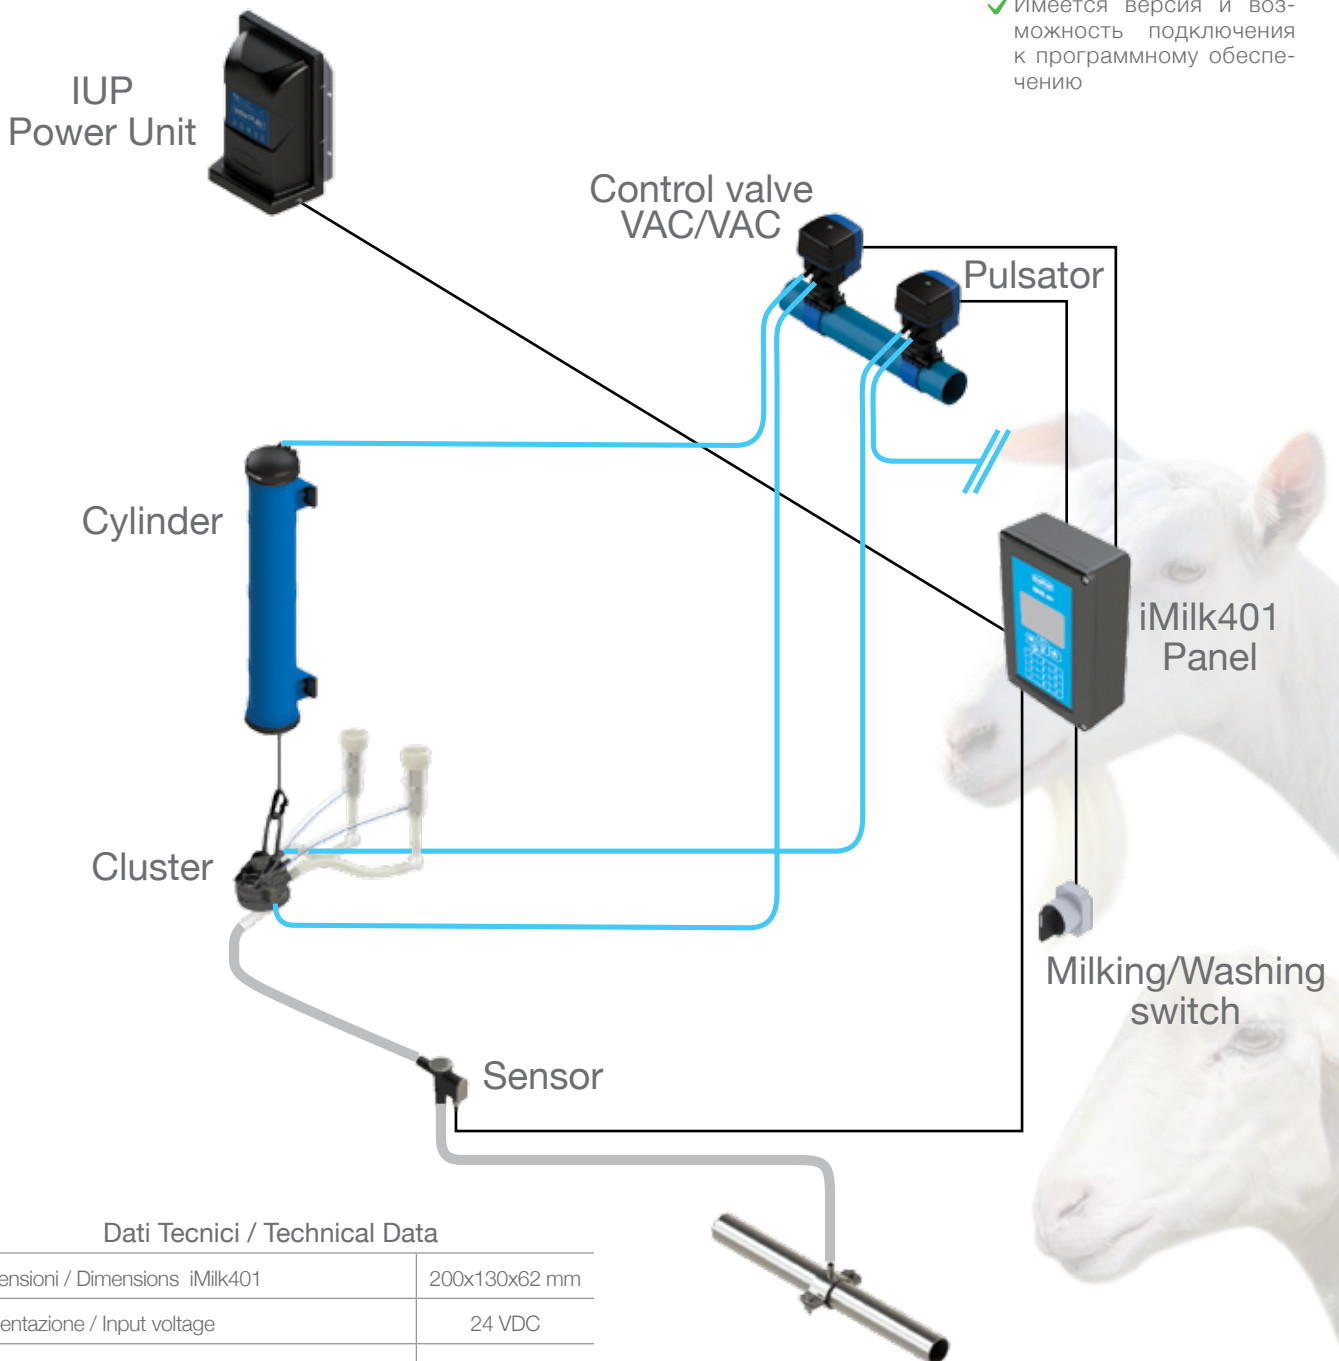 Имеется версия и воз-
можность подключения
к программному обеспе-
чению
IUP
Power Unit
Control valve
VAC/VAC
Pulsator
Cylinder
iMilk401
Panel
Cluster
Milking/Washing
switch
Sensor
Dati Tecnici / Technical Data
ensioni / Dimensions iMilk401
200x130x62 mm
entazione / Input voltage
24 VDC